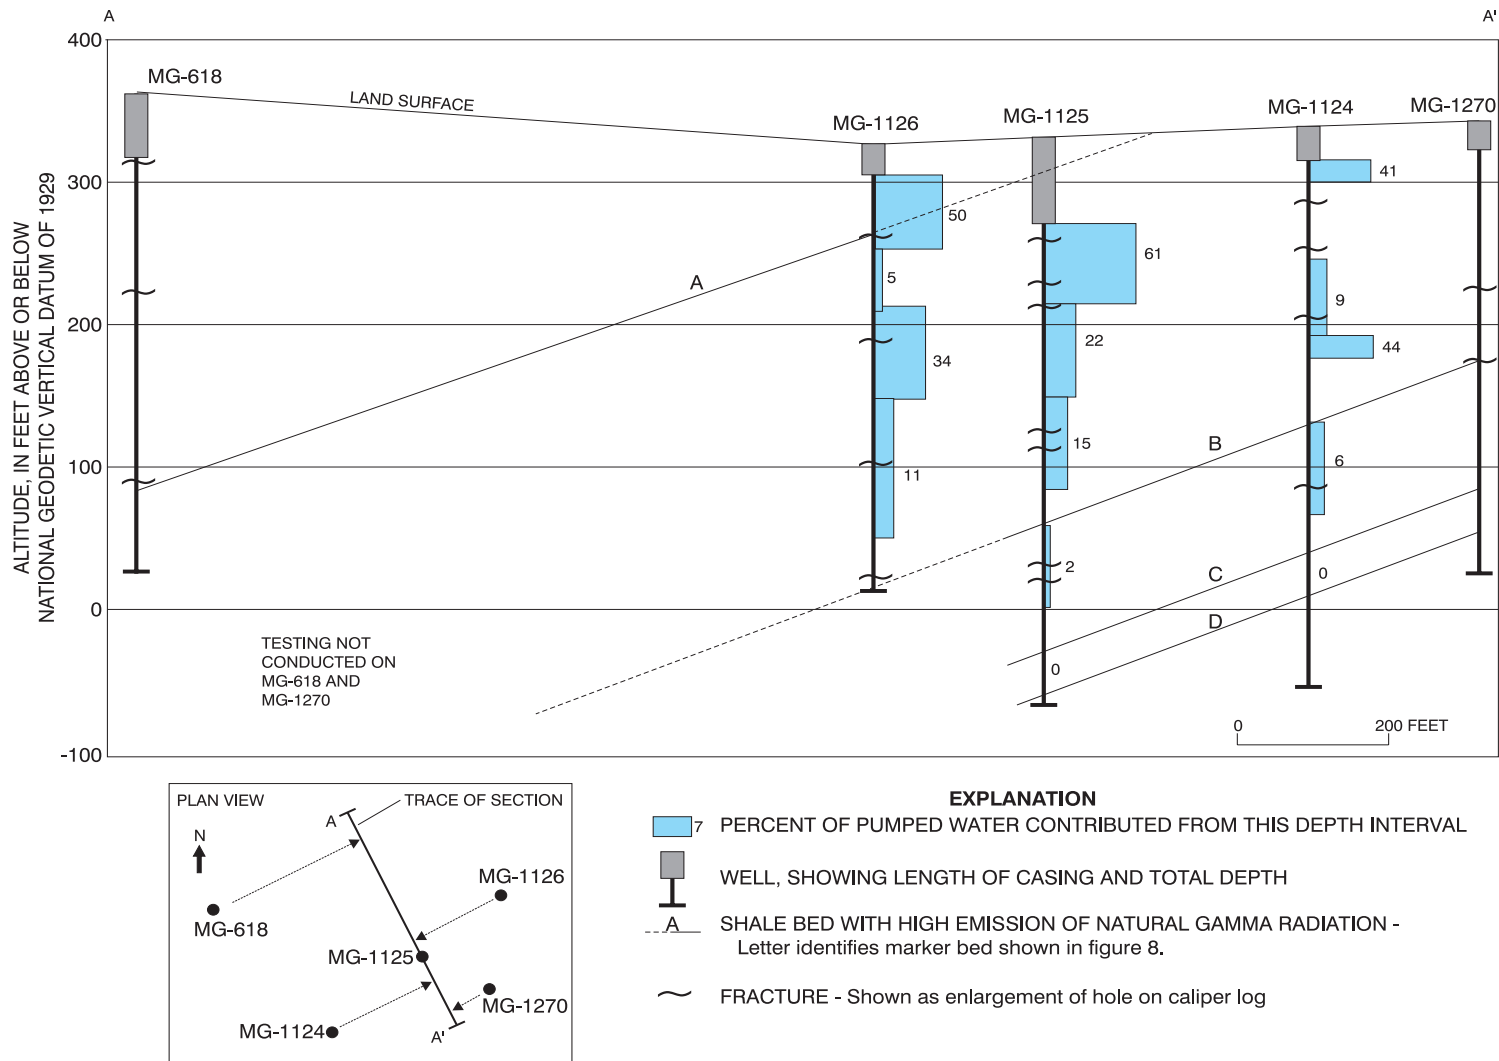 A
A'
400
300
200
100
0
-100
ALTITUDE, IN FEET ABOVE OR BELOW
NATIONAL GEODETIC VERTICAL DATUM OF 1929
MG-618
LAND SURFACE
MG-1126
MG-1125
MG-1124
MG-1270
50
5
34
11
61
22
15
2
0
41
9
44
6
0
A
B
C
D
TESTING NOT
CONDUCTED ON
MG-618 AND
MG-1270
0
200 FEET
PLAN VIEW
TRACE OF SECTION
A
N
MG-1126
MG-618
MG-1125
MG-1270
MG-1124
A'
EXPLANATION
7 PERCENT OF PUMPED WATER CONTRIBUTED FROM THIS DEPTH INTERVAL
WELL, SHOWING LENGTH OF CASING AND TOTAL DEPTH
A SHALE BED WITH HIGH EMISSION OF NATURAL GAMMA RADIATION -
Letter identifies marker bed shown in figure 8.
FRACTURE - Shown as enlargement of hole on caliper log